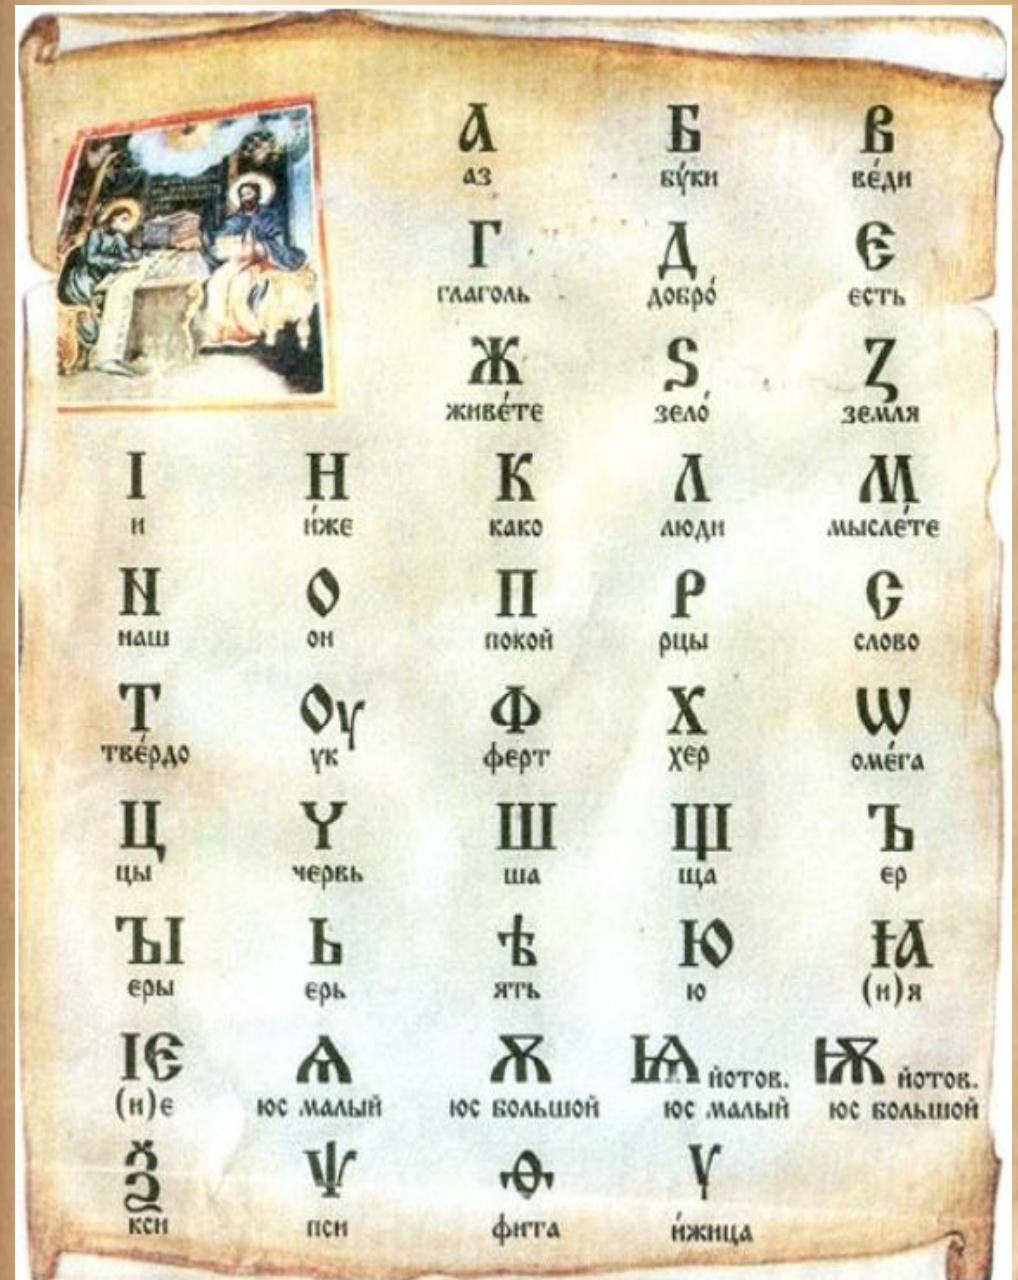 А Б В
аз бу́ки ве́ди
Г Д Є
глаголь добро́ єсть
Ж Ѕ З
живе́те зело́ земля
І Н К Л М
и и́же како люди мысле́те
N О П Р С
наш он покой рцы слово
Т Оу Ф Х Ѡ
тве́рдо ук ферт хер оме́га
Ц Ч Ш Щ Ъ
цы червь ша ща ер
ЪІ Ь Ѣ Ю Ꙗ
еры ерь ять ю (и)я
Ѥ Ѧ Ѫ Ѩ йотов. Ѭ йотов.
(и)е юс малый юс большой юс малый юс большой
Ѯ Ѱ Ѳ Ѵ
кси пси фита и́жица